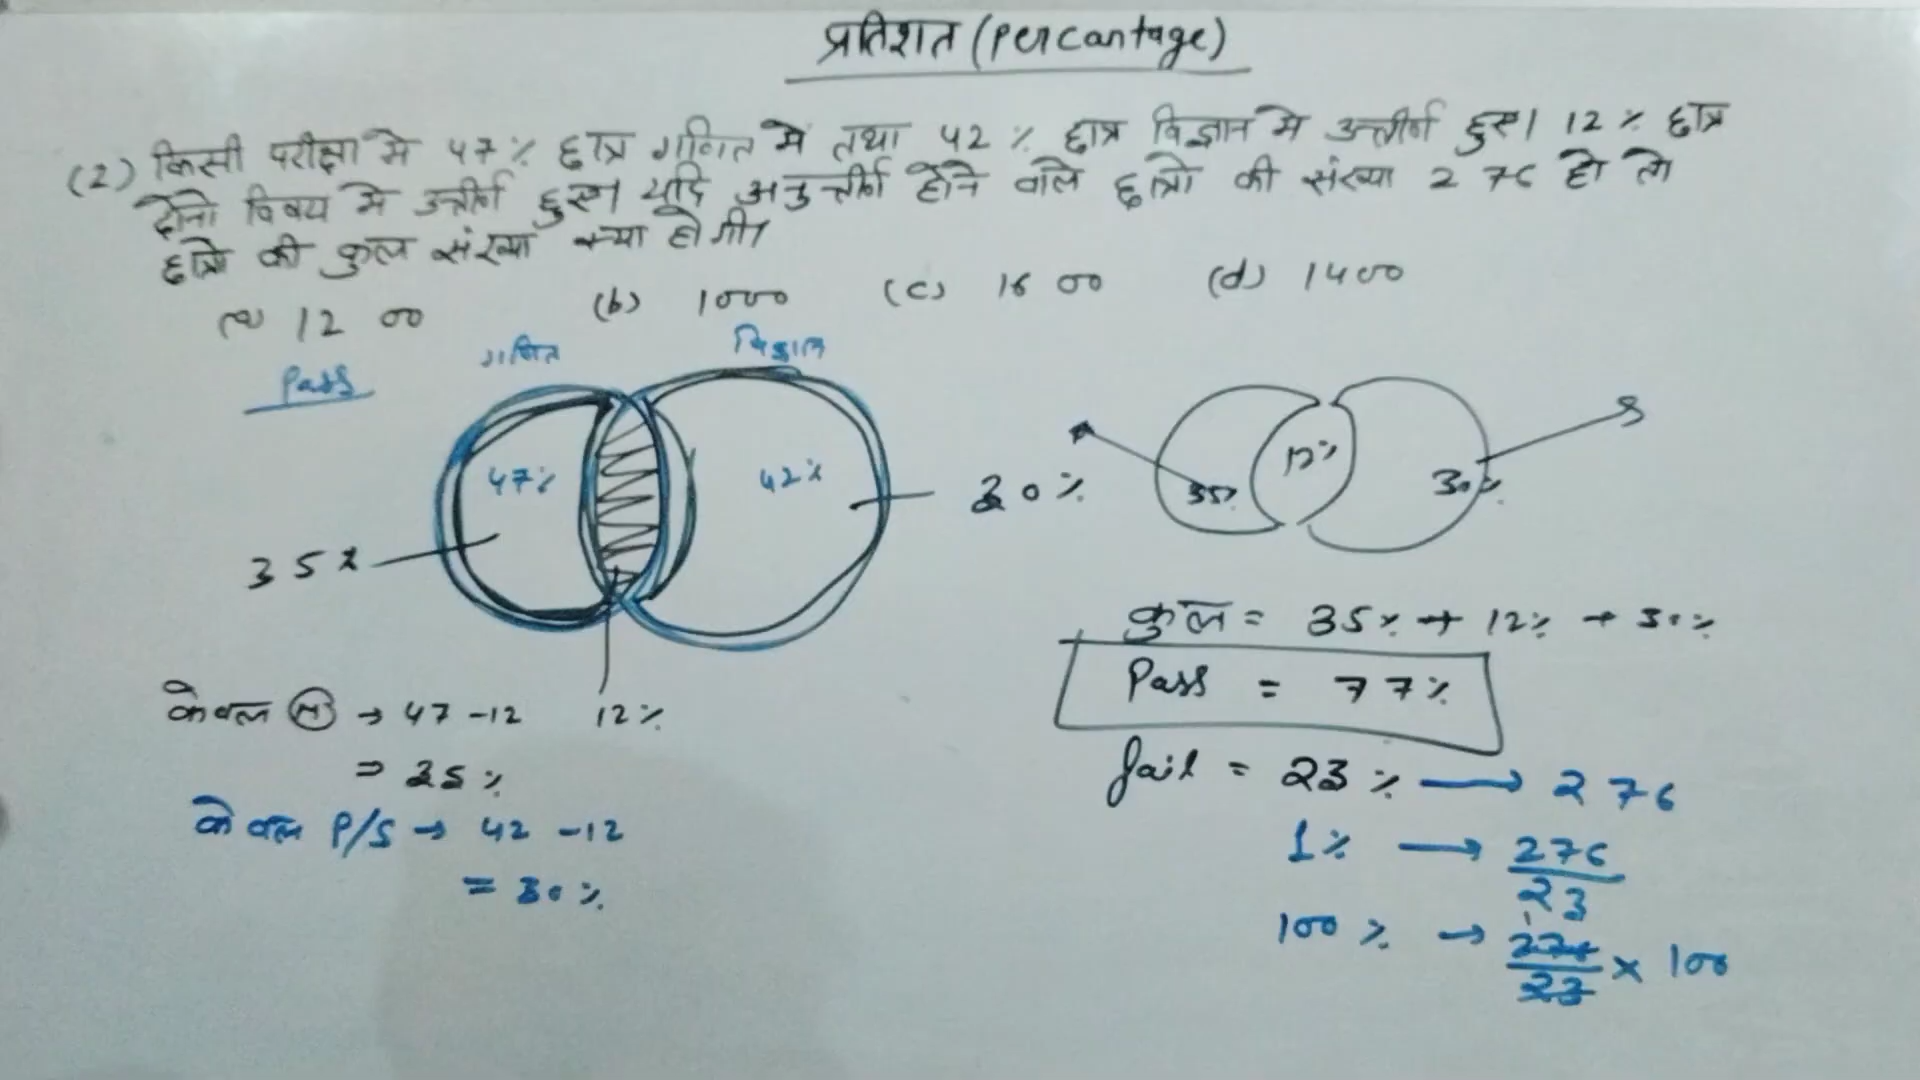 प्रतिशत (percantage)
(2) किसी परीक्षा मे 47% छात्र गणित मे तथा 42% छात्र विज्ञान मे उत्तीर्ण हुए। 12% छात्र
दोनो विषय मे उत्तीर्ण हुए। यदि अनुत्तीर्ण होने वाले छात्रो की संख्या 276 हो तो
छात्रो की कुल संख्या क्या होगी।
(a) 1200 (b) 1000 (c) 1600 (d) 1400
Pass गणित विज्ञान
47% 42% 30% 35% 12% 30%
35%
केवल (M) → 47 - 12 12%
= 35%
केवल P/S → 42 - 12
= 30%
कुल = 35% + 12% + 30%
Pass = 77%
fail = 23% → 276
1% → 276/23
100% → 276/23 × 100